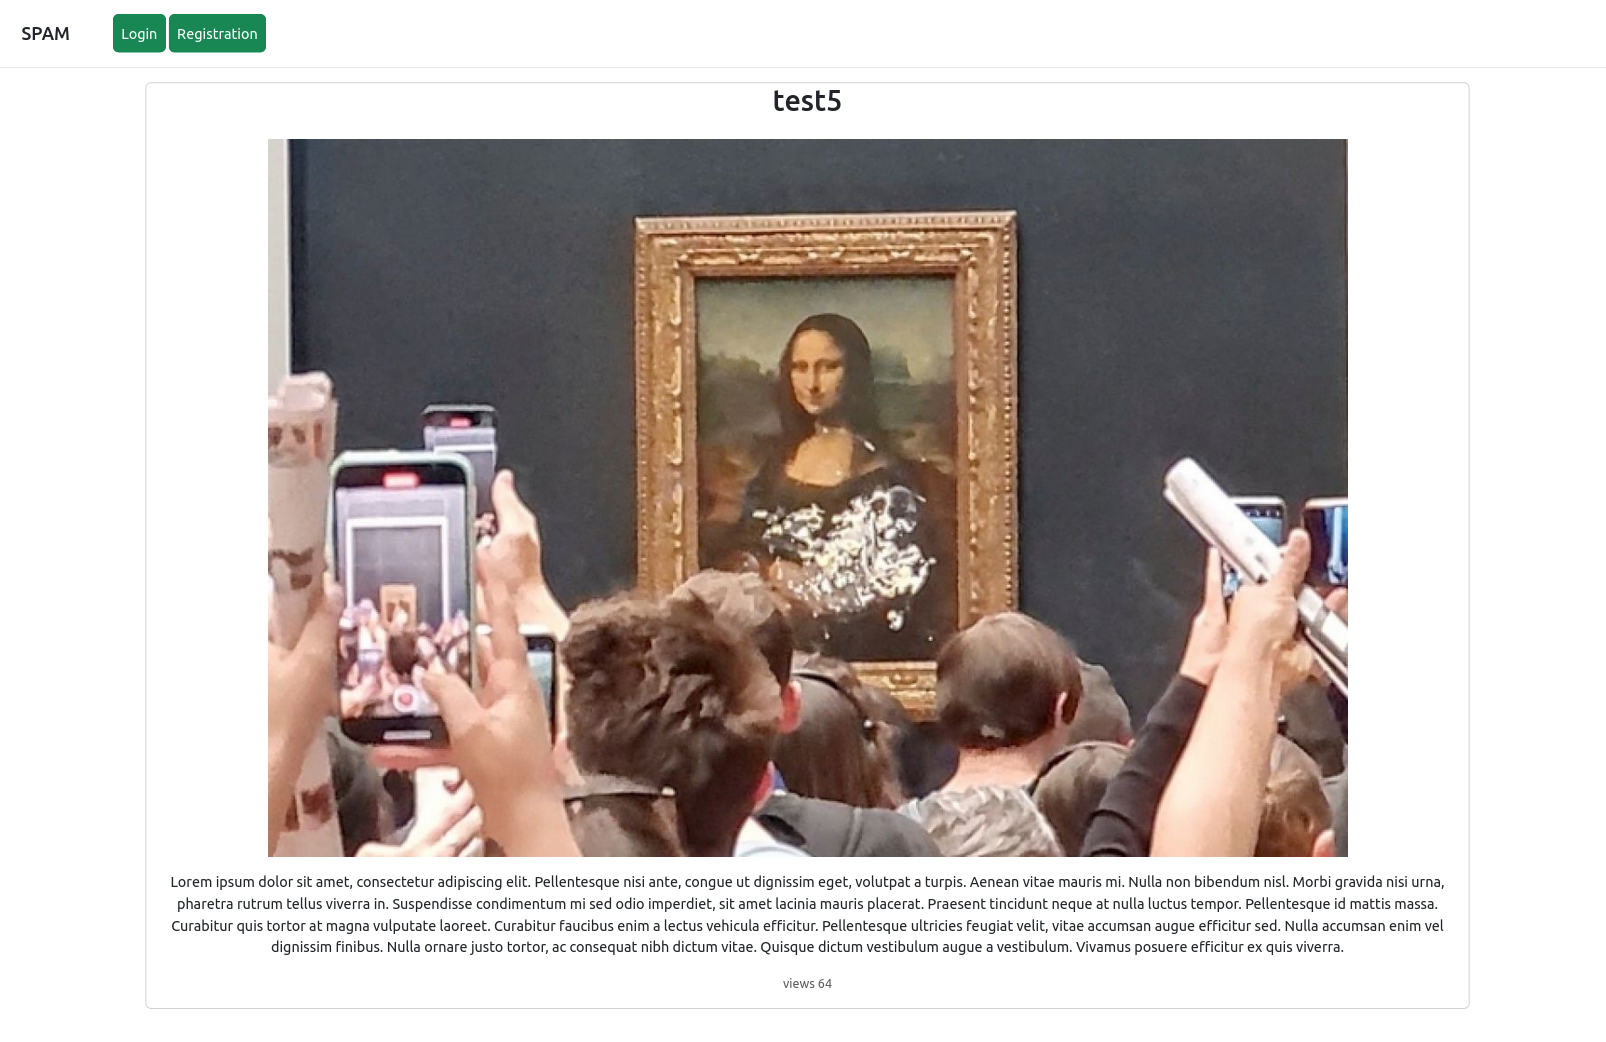 SPAM Login Registration
test5
Lorem ipsum dolor sit amet, consectetur adipiscing elit. Pellentesque nisi ante, congue ut dignissim eget, volutpat a turpis. Aenean vitae mauris mi. Nulla non bibendum nisl. Morbi gravida nisi urna,
pharetra rutrum tellus viverra in. Suspendisse condimentum mi sed odio imperdiet, sit amet lacinia mauris placerat. Praesent tincidunt neque at nulla luctus tempor. Pellentesque id mattis massa.
Curabitur quis tortor at magna vulputate laoreet. Curabitur faucibus enim a lectus vehicula efficitur. Pellentesque ultricies feugiat velit, vitae accumsan augue efficitur sed. Nulla accumsan enim vel
dignissim finibus. Nulla ornare justo tortor, ac consequat nibh dictum vitae. Quisque dictum vestibulum augue a vestibulum. Vivamus posuere efficitur ex quis viverra.
views 64